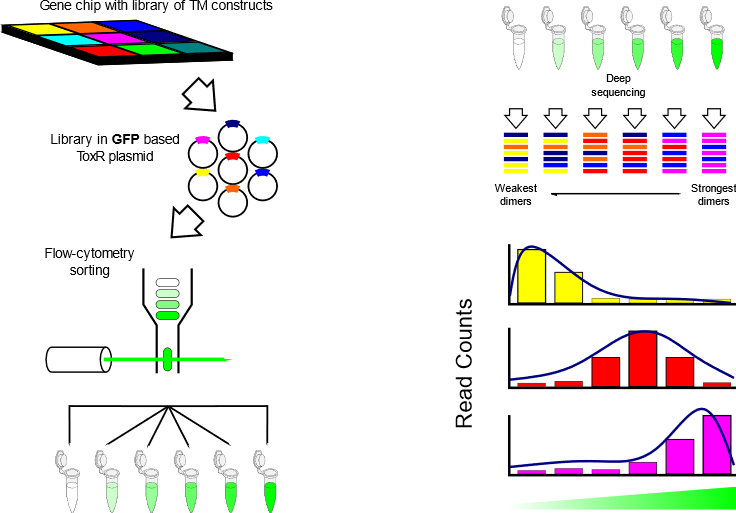 Gene chip with library of TM constructs
Library in GFP based
ToxR plasmid
Flow-cytometry
sorting
Deep
sequencing
Weakest
dimers
Strongest
dimers
Read Counts